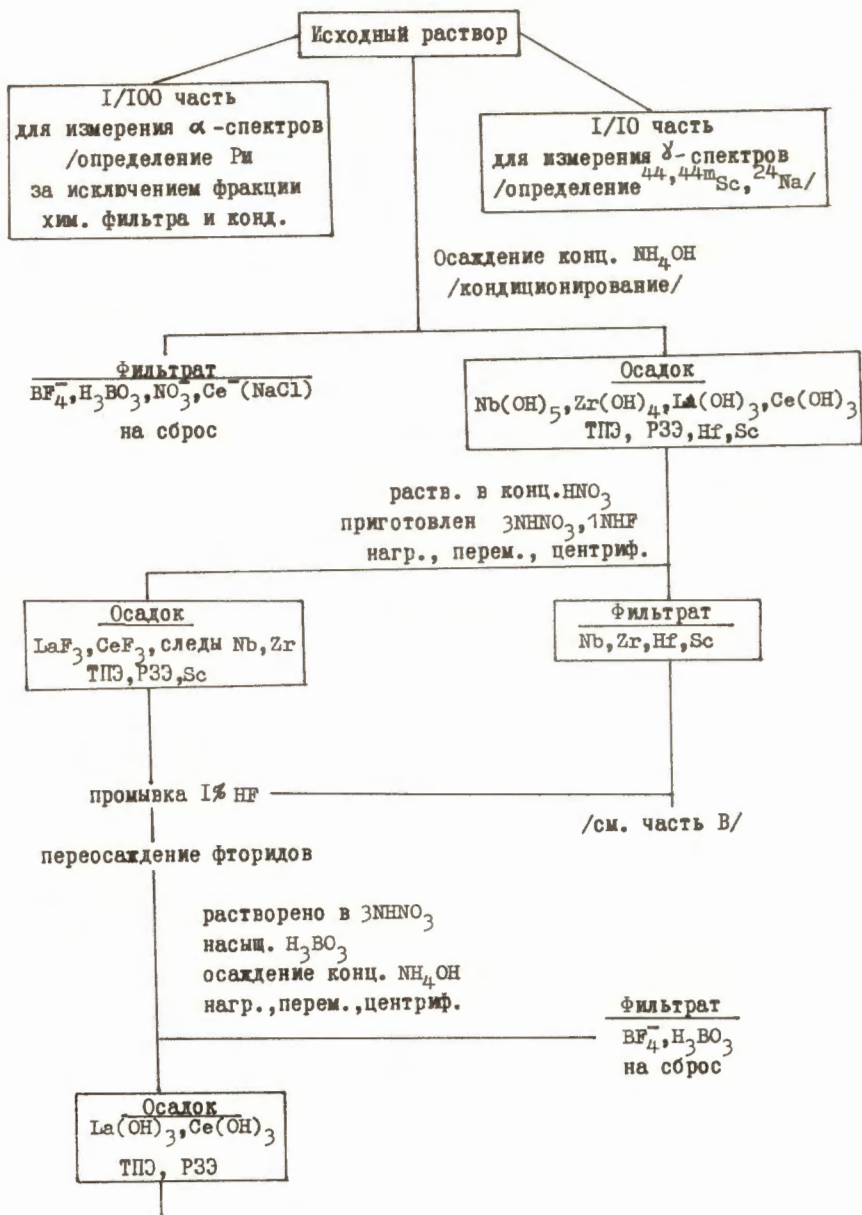 Исходный раствор
I/I00 часть
для измерения α-спектров
/определение Pu
за исключением фракции
хим. фильтра и конд.
I/I0 часть
для измерения γ-спектров
/определение 44,44mSc, 24Na/
Осаждение конц. NH4OH
/кондиционирование/
Фильтрат
BF4-, H3BO3, NO3-, Ce-(NaCl)
на сброс
Осадок
Nb(OH)5, Zr(OH)4, LA(OH)3, Ce(OH)3
ТПЭ, РЗЭ, Hf, Sc
раств. в конц. HNO3
приготовлен 3NHNO3, 1NHF
нагр., перем., центриф.
Осадок
LaF3, CeF3, следы Nb, Zr
ТПЭ, РЗЭ, Sc
Фильтрат
Nb, Zr, Hf, Sc
промывка I% HF
/см. часть В/
переосаждение фторидов
растворено в 3NHNO3
насыщ. H3BO3
осаждение конц. NH4OH
нагр., перем., центриф.
Фильтрат
BF4-, H3BO3
на сброс
Осадок
La(OH)3, Ce(OH)3
ТПЭ, РЗЭ